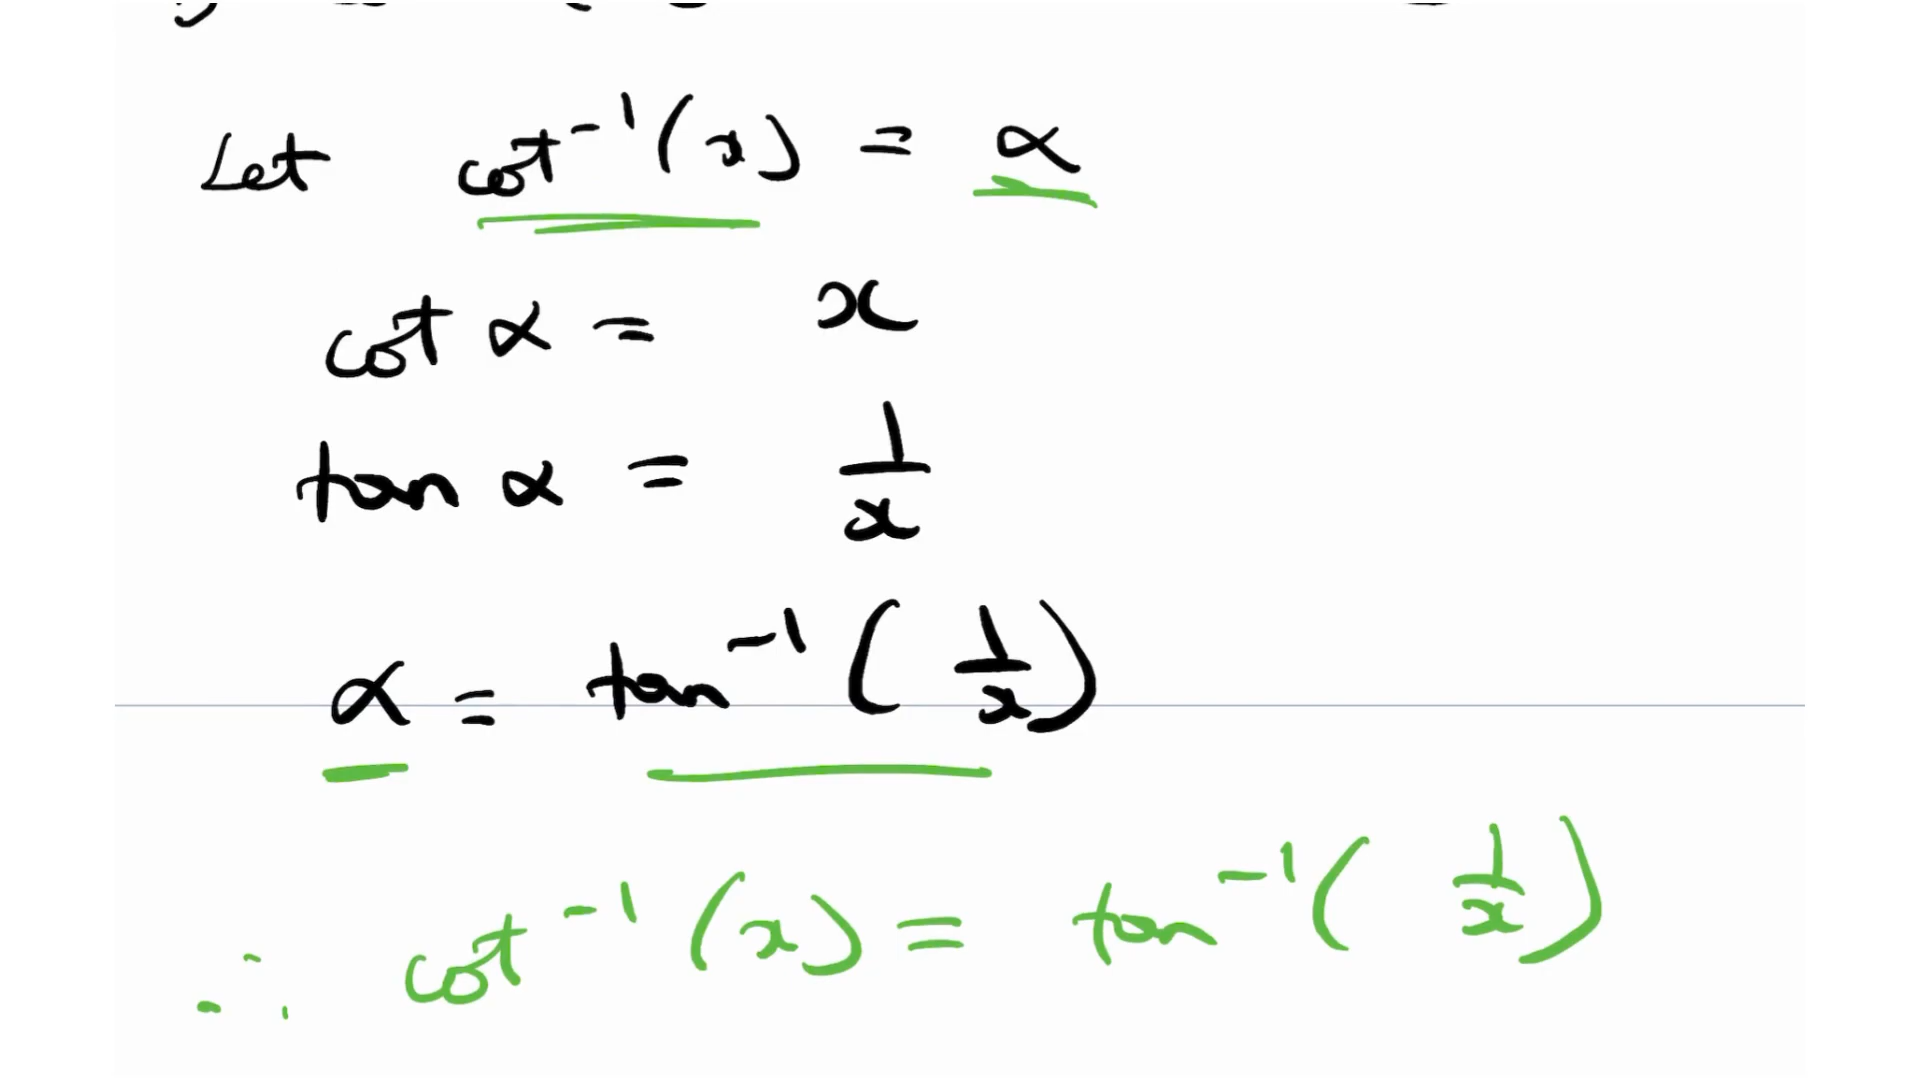 Let cot⁻¹(x) = α
cot α = x
tan α = 1/x
α = tan⁻¹(1/x)
∴ cot⁻¹(x) = tan⁻¹(1/x)